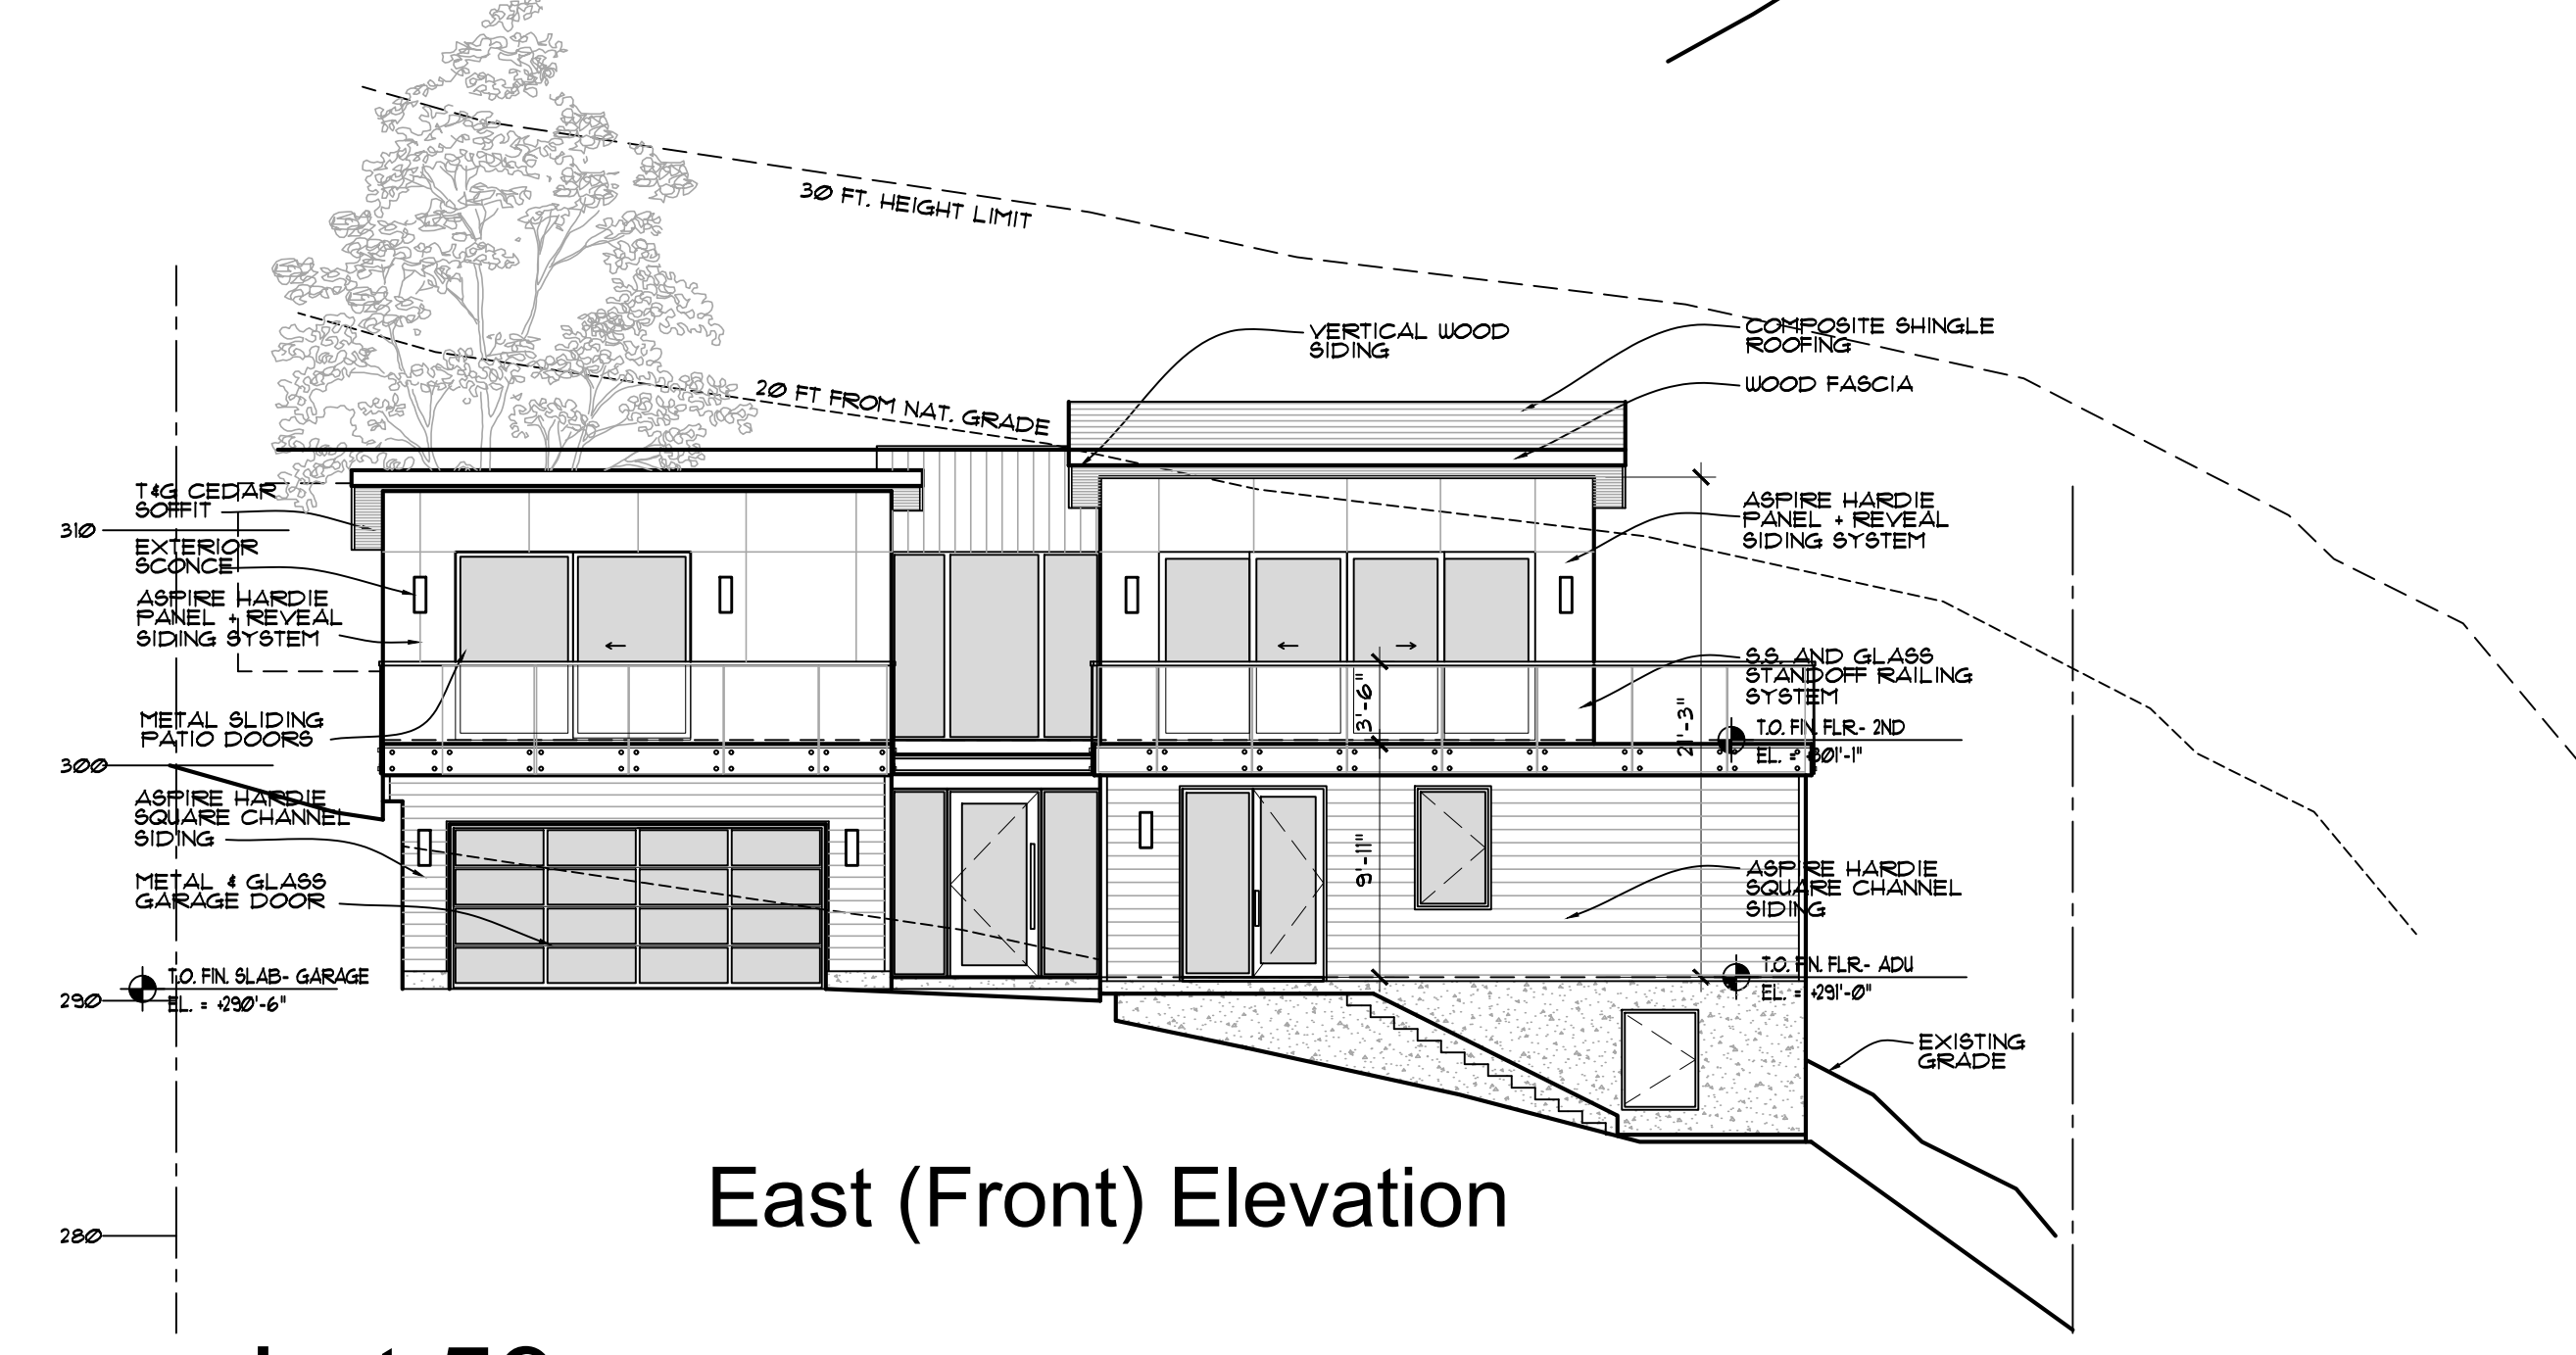 30 FT. HEIGHT LIMIT
VERTICAL WOOD
SIDING
COMPOSITE SHINGLE
ROOFING
WOOD FASCIA
20 FT FROM NAT. GRADE
T&G CEDAR
SOFFIT
310
EXTERIOR
SCONCE
ASPIRE HARDIE
PANEL + REVEAL
SIDING SYSTEM
ASPIRE HARDIE
PANEL + REVEAL
SIDING SYSTEM
S.S. AND GLASS
STANDOFF RAILING
SYSTEM
3'-6"
21'-3"
METAL SLIDING
PATIO DOORS
T.O. FIN. FLR.- 2ND
EL. = +301'-1"
300
ASPIRE HARDIE
SQUARE CHANNEL
SIDING
9'-11"
METAL & GLASS
GARAGE DOOR
ASPIRE HARDIE
SQUARE CHANNEL
SIDING
T.O. FIN. SLAB- GARAGE
EL. = +290'-6"
290
T.O. FIN. FLR.- ADU
EL. = +291'-0"
EXISTING
GRADE
East (Front) Elevation
280